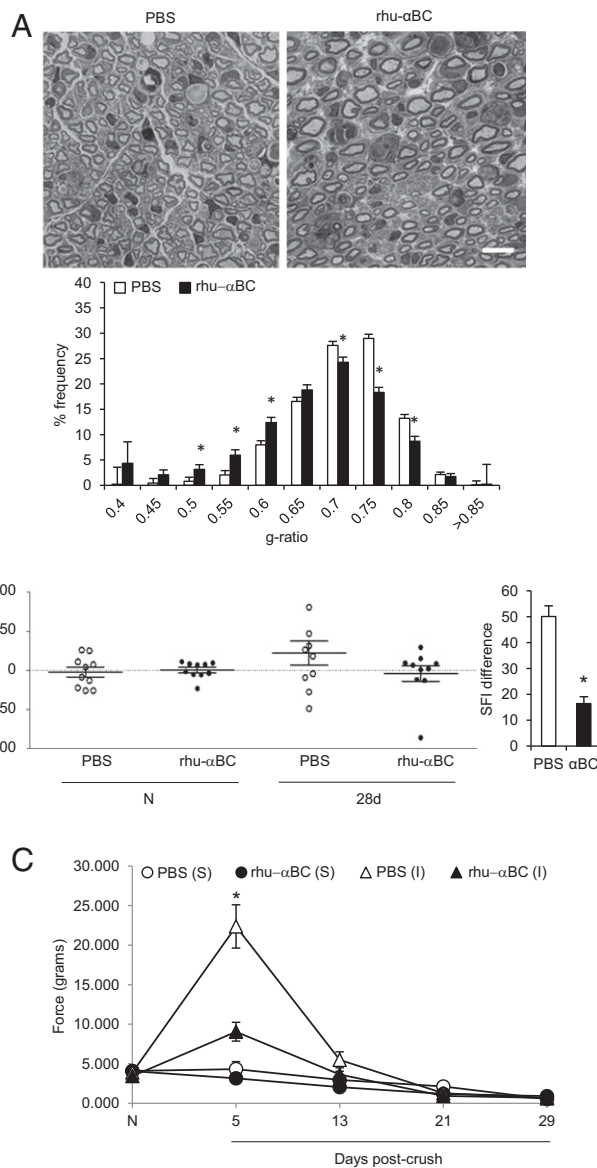 A
PBS
rhu-αBC
40
35
30
25
20
15
10
5
0
% frequency
PBS rhu–αBC
* * * * * *
0.4 0.45 0.5 0.55 0.6 0.65 0.7 0.75 0.8 0.85 >0.85
g-ratio
00
50
0
50
00
PBS rhu-αBC PBS rhu-αBC
N 28d
60
50
40
30
20
10
0
SFI difference
*
PBS αBC
C
PBS (S) rhu–αBC (S) PBS (I) rhu–αBC (I)
30.000
25.000
20.000
15.000
10.000
5.000
0.000
Force (grams)
*
N 5 13 21 29
Days post-crush